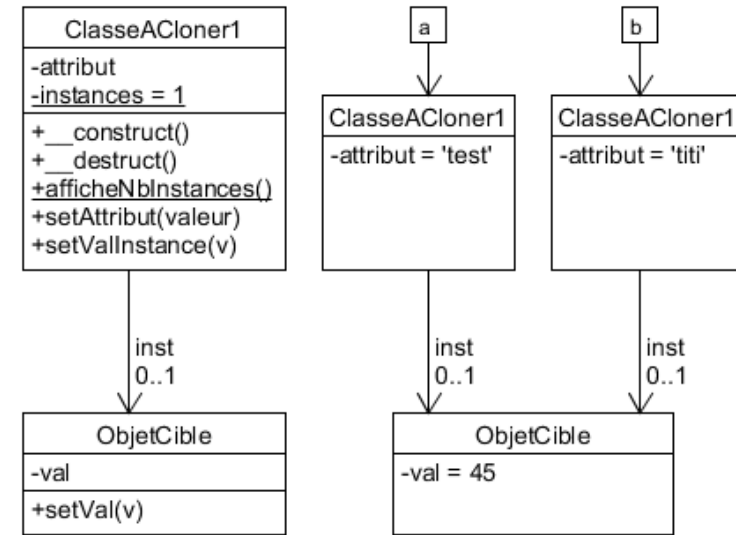 ClasseACloner1
-attribut
-instances = 1
+__construct()
+__destruct()
+afficheNbInstances()
+setAttribut(valeur)
+setValInstance(v)
inst
0..1
ObjetCible
-val
+setVal(v)
a
b
ClasseACloner1
-attribut = 'test'
ClasseACloner1
-attribut = 'titi'
inst
0..1
inst
0..1
ObjetCible
-val = 45